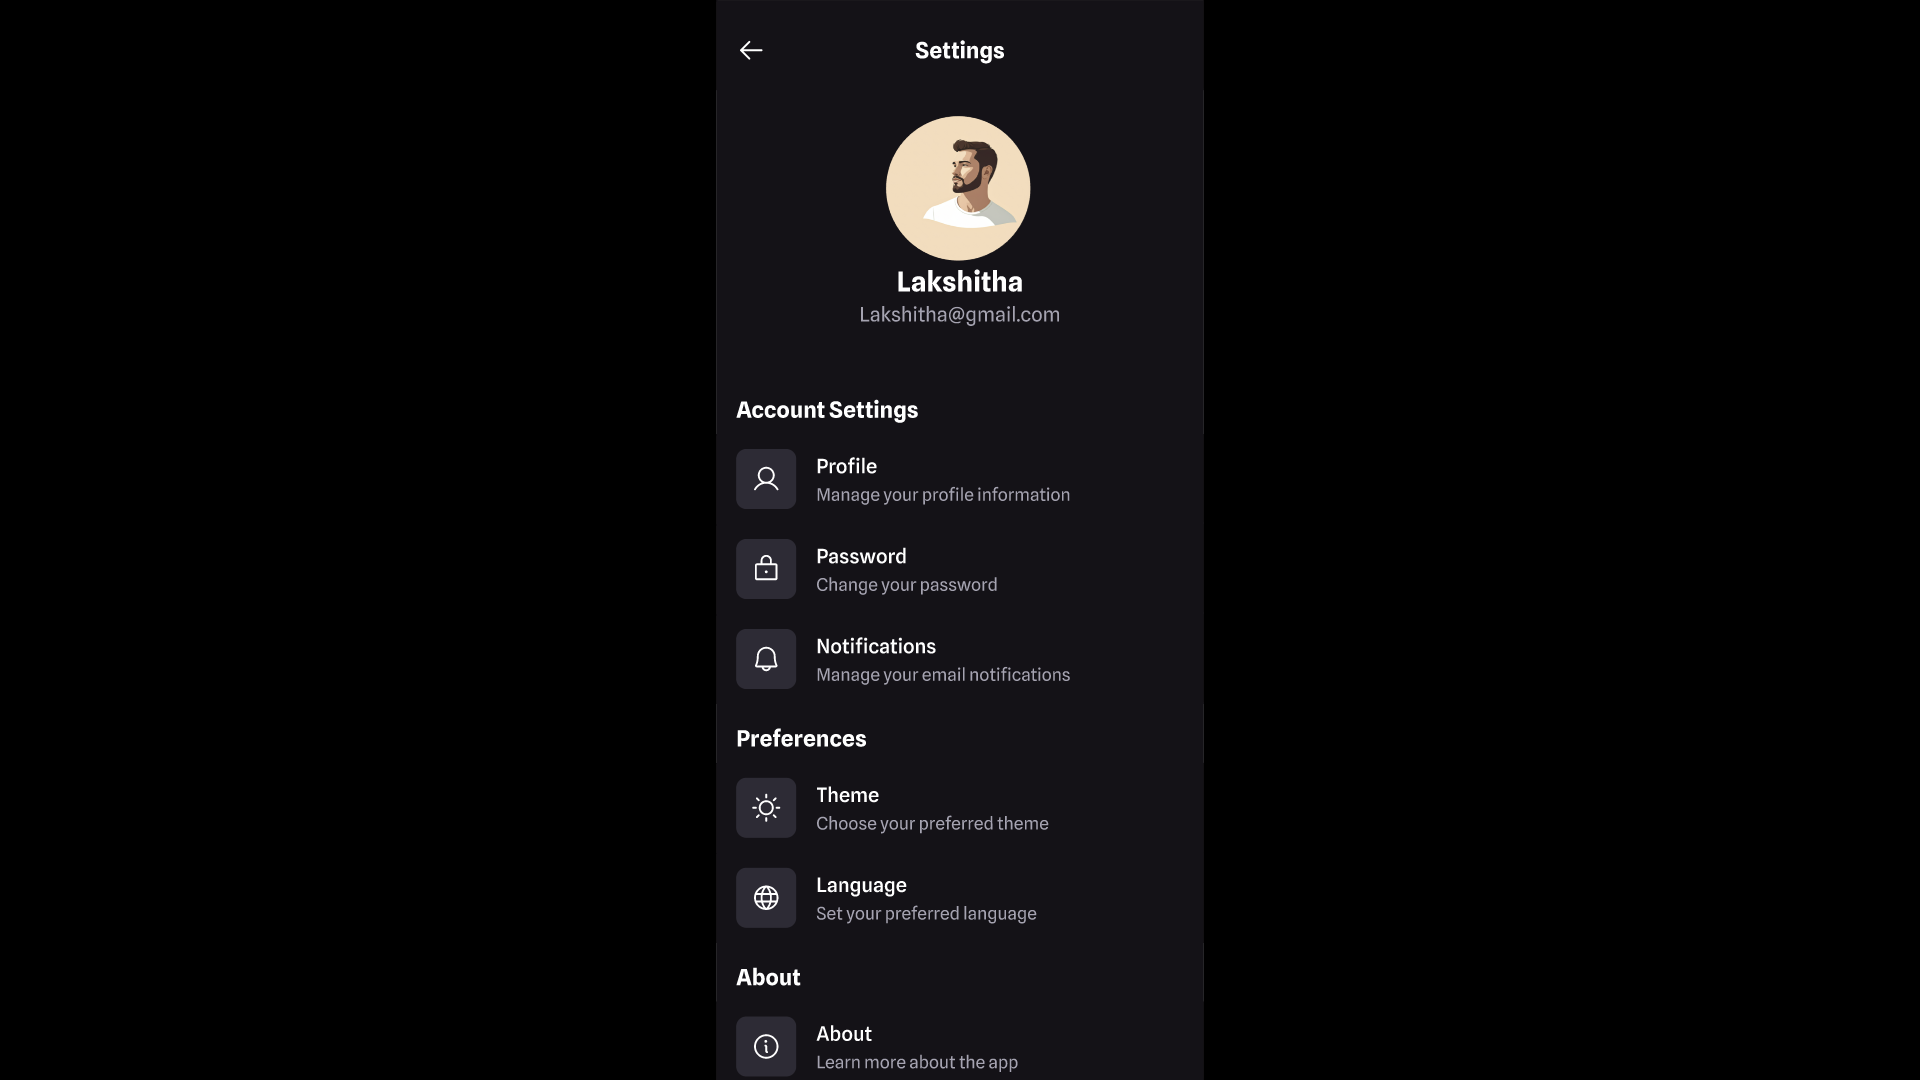 Settings
Lakshitha
Lakshitha@gmail.com
Account Settings
Profile
Manage your profile information
Password
Change your password
Notifications
Manage your email notifications
Preferences
Theme
Choose your preferred theme
Language
Set your preferred language
About
About
Learn more about the app